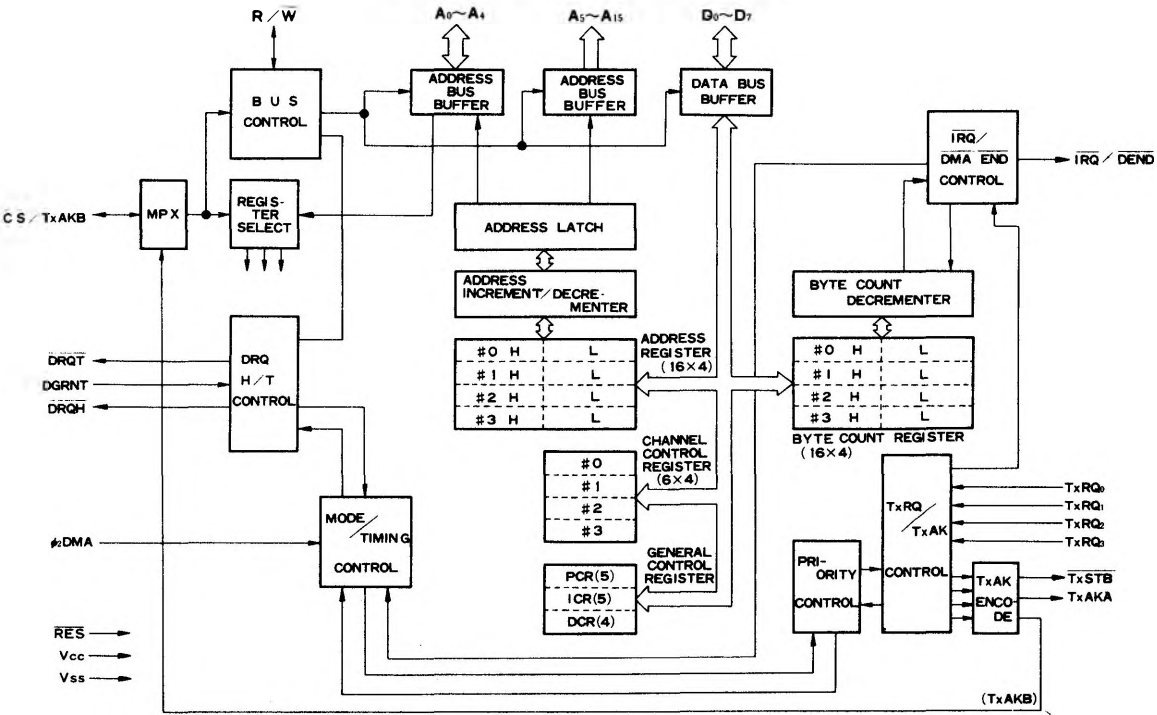 R/W
A0~A4
A5~A15
D0~D7
BUS
CONTROL
ADDRESS
BUS
BUFFER
ADDRESS
BUS
BUFFER
DATA BUS
BUFFER
IRQ/
DMA END
CONTROL
IRQ/DEND
CS/TxAKB
MPX
REGIS-
TER
SELECT
ADDRESS LATCH
ADDRESS
INCREMENT/DECRE-
MENTER
BYTE COUNT
DECREMENTER
DRQT
DGRNT
DRQH
DRQ
H/T
CONTROL
#0 H L
#1 H L
#2 H L
#3 H L
ADDRESS
REGISTER
(16×4)
#0 H L
#1 H L
#2 H L
#3 H L
BYTE COUNT REGISTER
(16×4)
#0
#1
#2
#3
CHANNEL
CONTROL
REGISTER
(6×4)
TxRQ
/TxAK
CONTROL
TxRQ0
TxRQ1
TxRQ2
TxRQ3
φ2DMA
MODE/
TIMING
CONTROL
GENERAL
CONTROL
REGISTER
PCR(5)
ICR(5)
DCR(4)
PRI-
ORITY
CONTROL
TxAK
ENCO-
DE
TxSTB
TxAKA
RES
Vcc
Vss
(TxAKB)